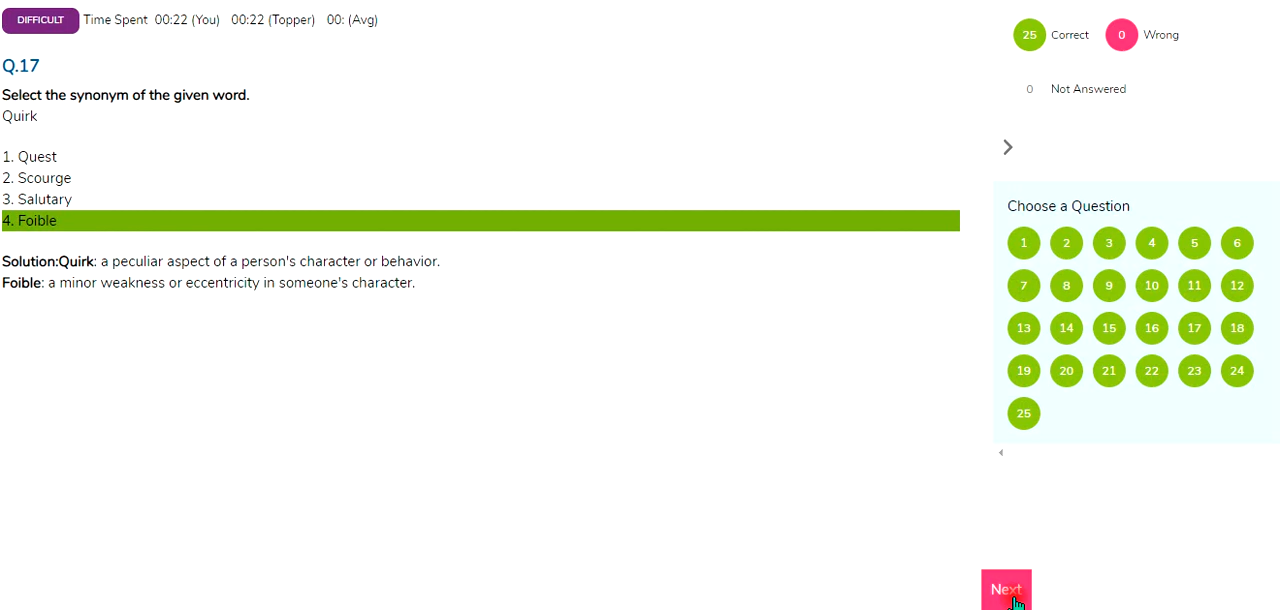 DIFFICULT Time Spent 00:22 (You) 00:22 (Topper) 00: (Avg)
Q.17
Select the synonym of the given word.
Quirk
1. Quest
2. Scourge
3. Salutary
4. Foible
Solution:Quirk: a peculiar aspect of a person's character or behavior.
Foible: a minor weakness or eccentricity in someone's character.
25 Correct 0 Wrong
0 Not Answered
Choose a Question
1 2 3 4 5 6
7 8 9 10 11 12
13 14 15 16 17 18
19 20 21 22 23 24
25
Next